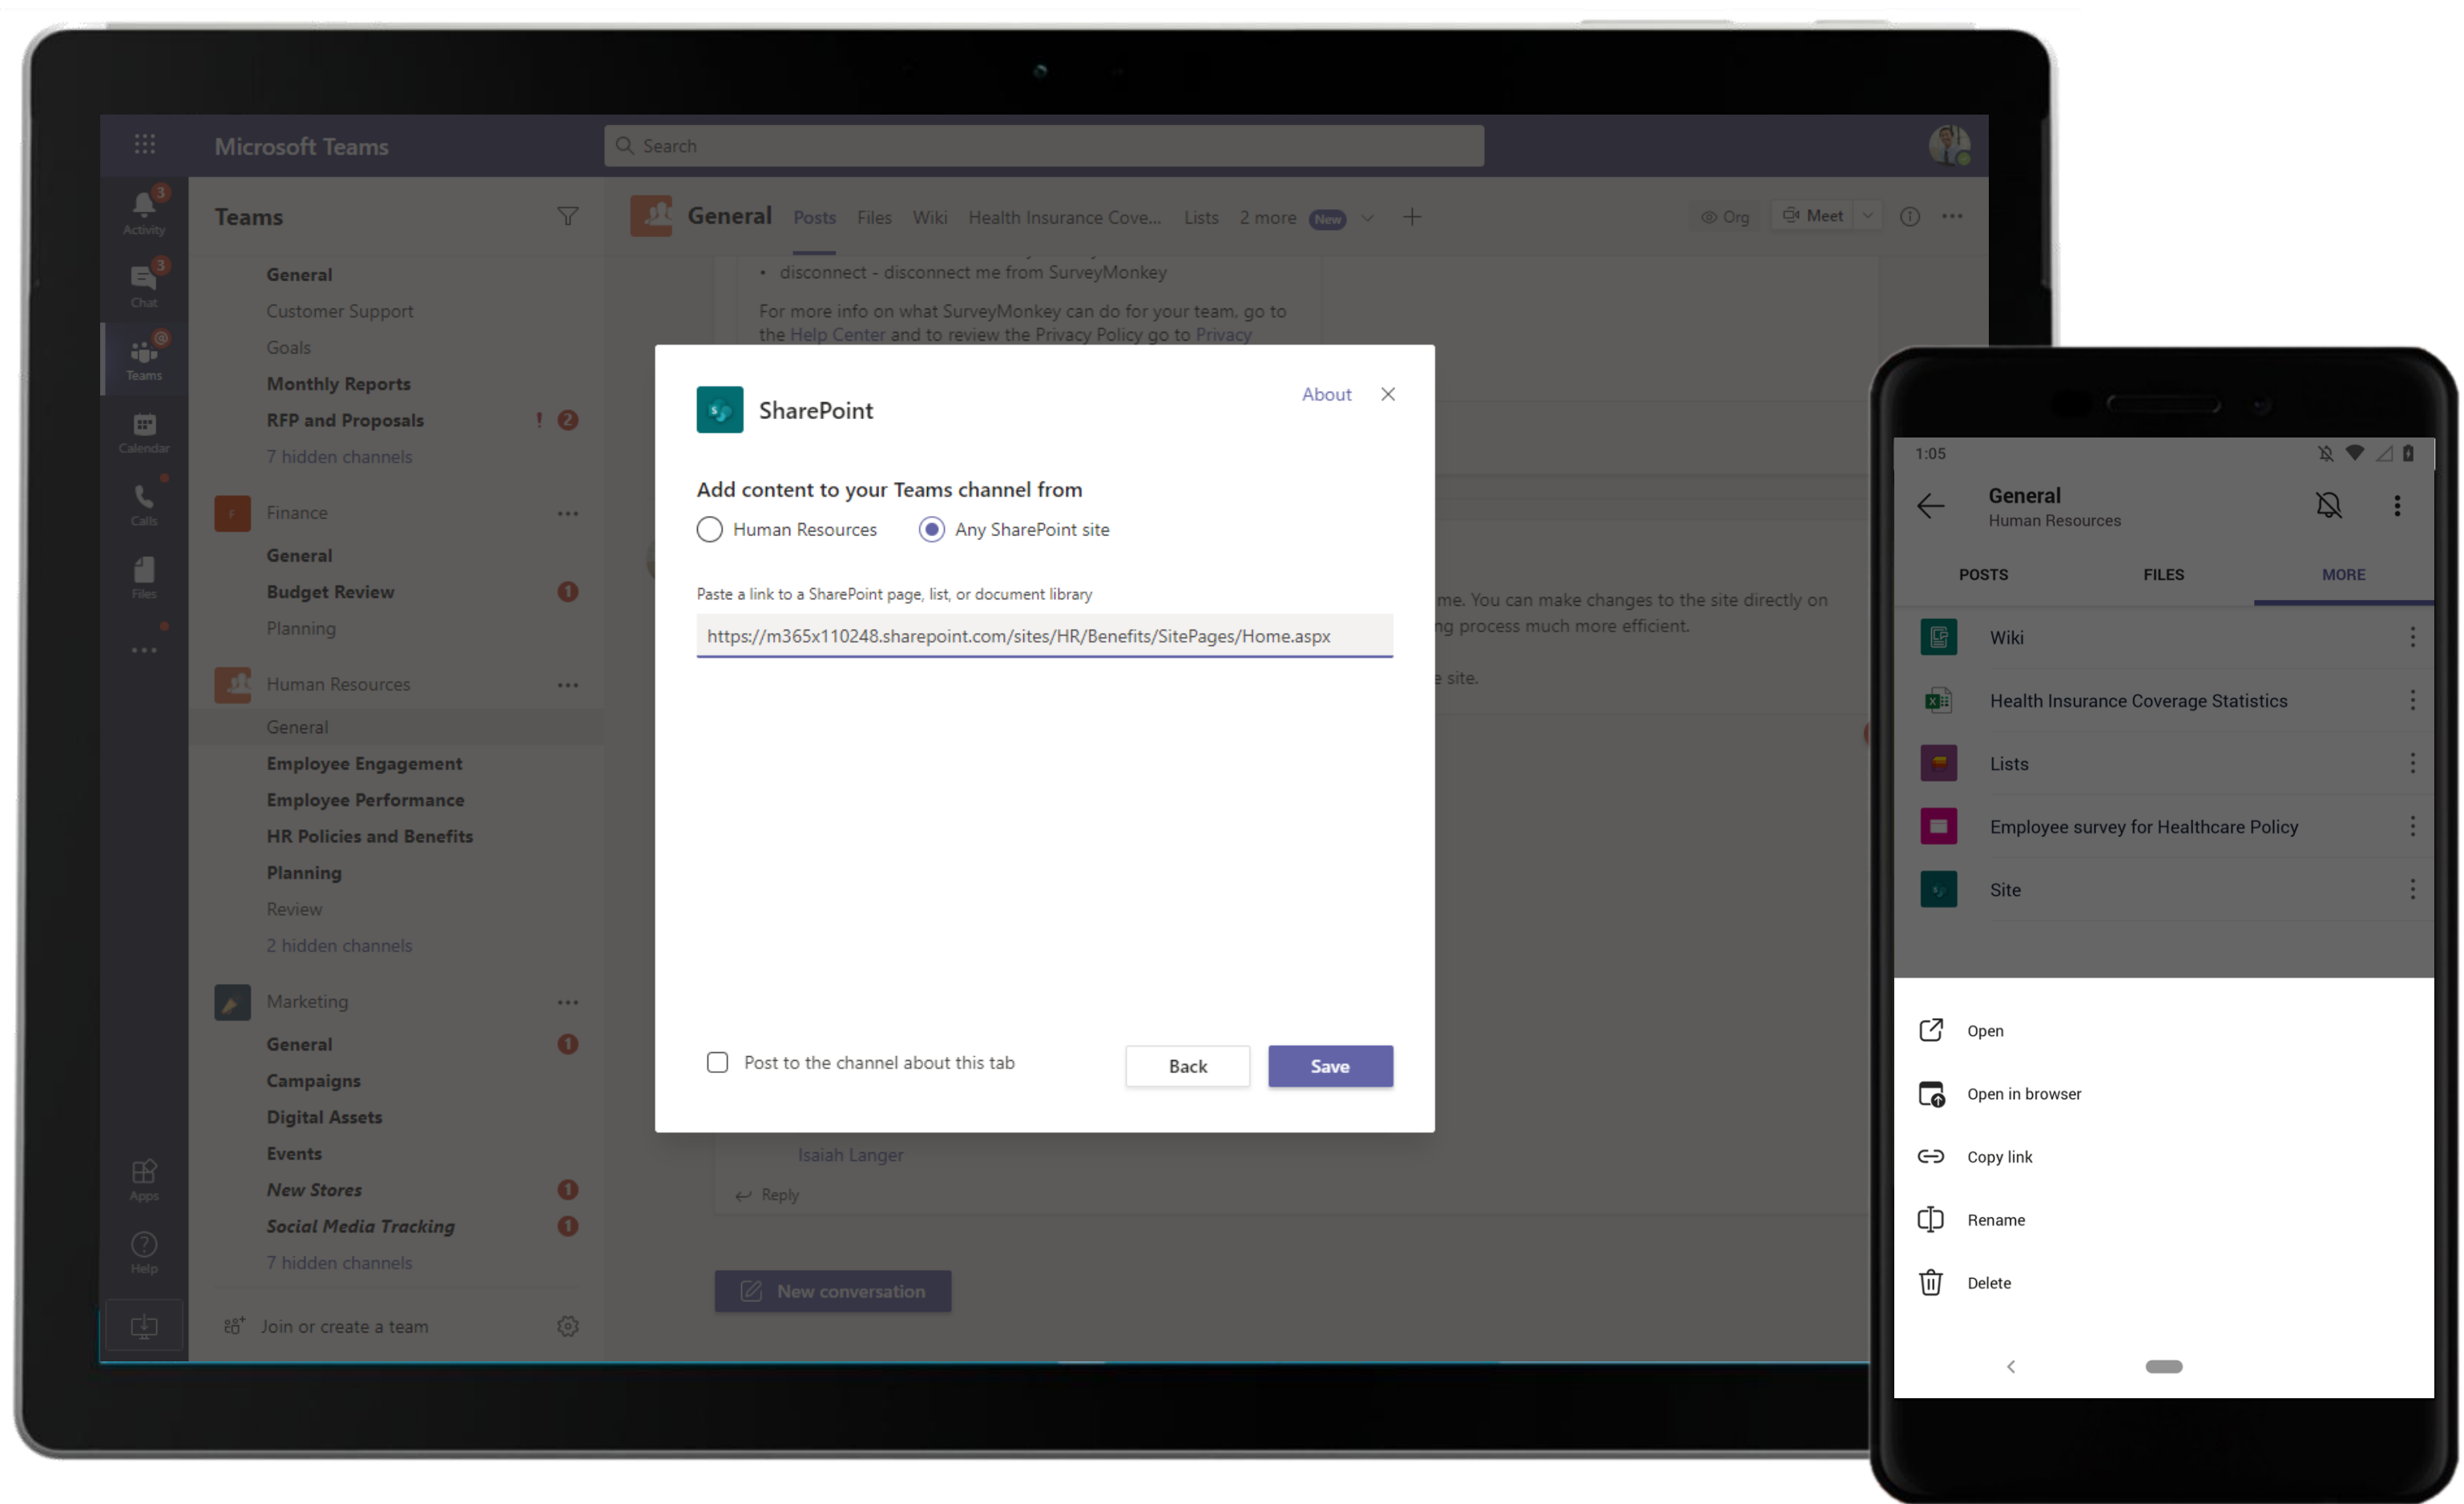 Microsoft Teams
Search
3
Activity
3
Chat
@
Teams
Calendar
Calls
Files
Apps
Help
Teams
General
Customer Support
Goals
Monthly Reports
RFP and Proposals ! 2
7 hidden channels
F Finance
General
Budget Review 1
Planning
Human Resources
General
Employee Engagement
Employee Performance
HR Policies and Benefits
Planning
Review
2 hidden channels
Marketing
General 1
Campaigns
Digital Assets
Events
New Stores 1
Social Media Tracking 1
7 hidden channels
Join or create a team
General Posts Files Wiki Health Insurance Cove... Lists 2 more New
Org Meet
• disconnect - disconnect me from SurveyMonkey
For more info on what SurveyMonkey can do for your team, go to
the Help Center and to review the Privacy Policy go to Privacy
me. You can make changes to the site directly on
process much more efficient.
site.
Isaiah Langer
Reply
New conversation
S SharePoint
About
Add content to your Teams channel from
Human Resources Any SharePoint site
Paste a link to a SharePoint page, list, or document library
https://m365x110248.sharepoint.com/sites/HR/Benefits/SitePages/Home.aspx
Post to the channel about this tab
Back Save
1:05
General
Human Resources
POSTS FILES MORE
Wiki
Health Insurance Coverage Statistics
Lists
Employee survey for Healthcare Policy
Site
Open
Open in browser
Copy link
Rename
Delete